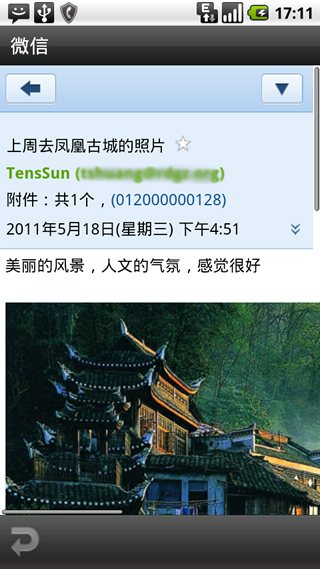 17:11
微信
上周去凤凰古城的照片
TensSun (
附件：共1个，(012000000128)
2011年5月18日(星期三) 下午4:51
美丽的风景，人文的气氛，感觉很好